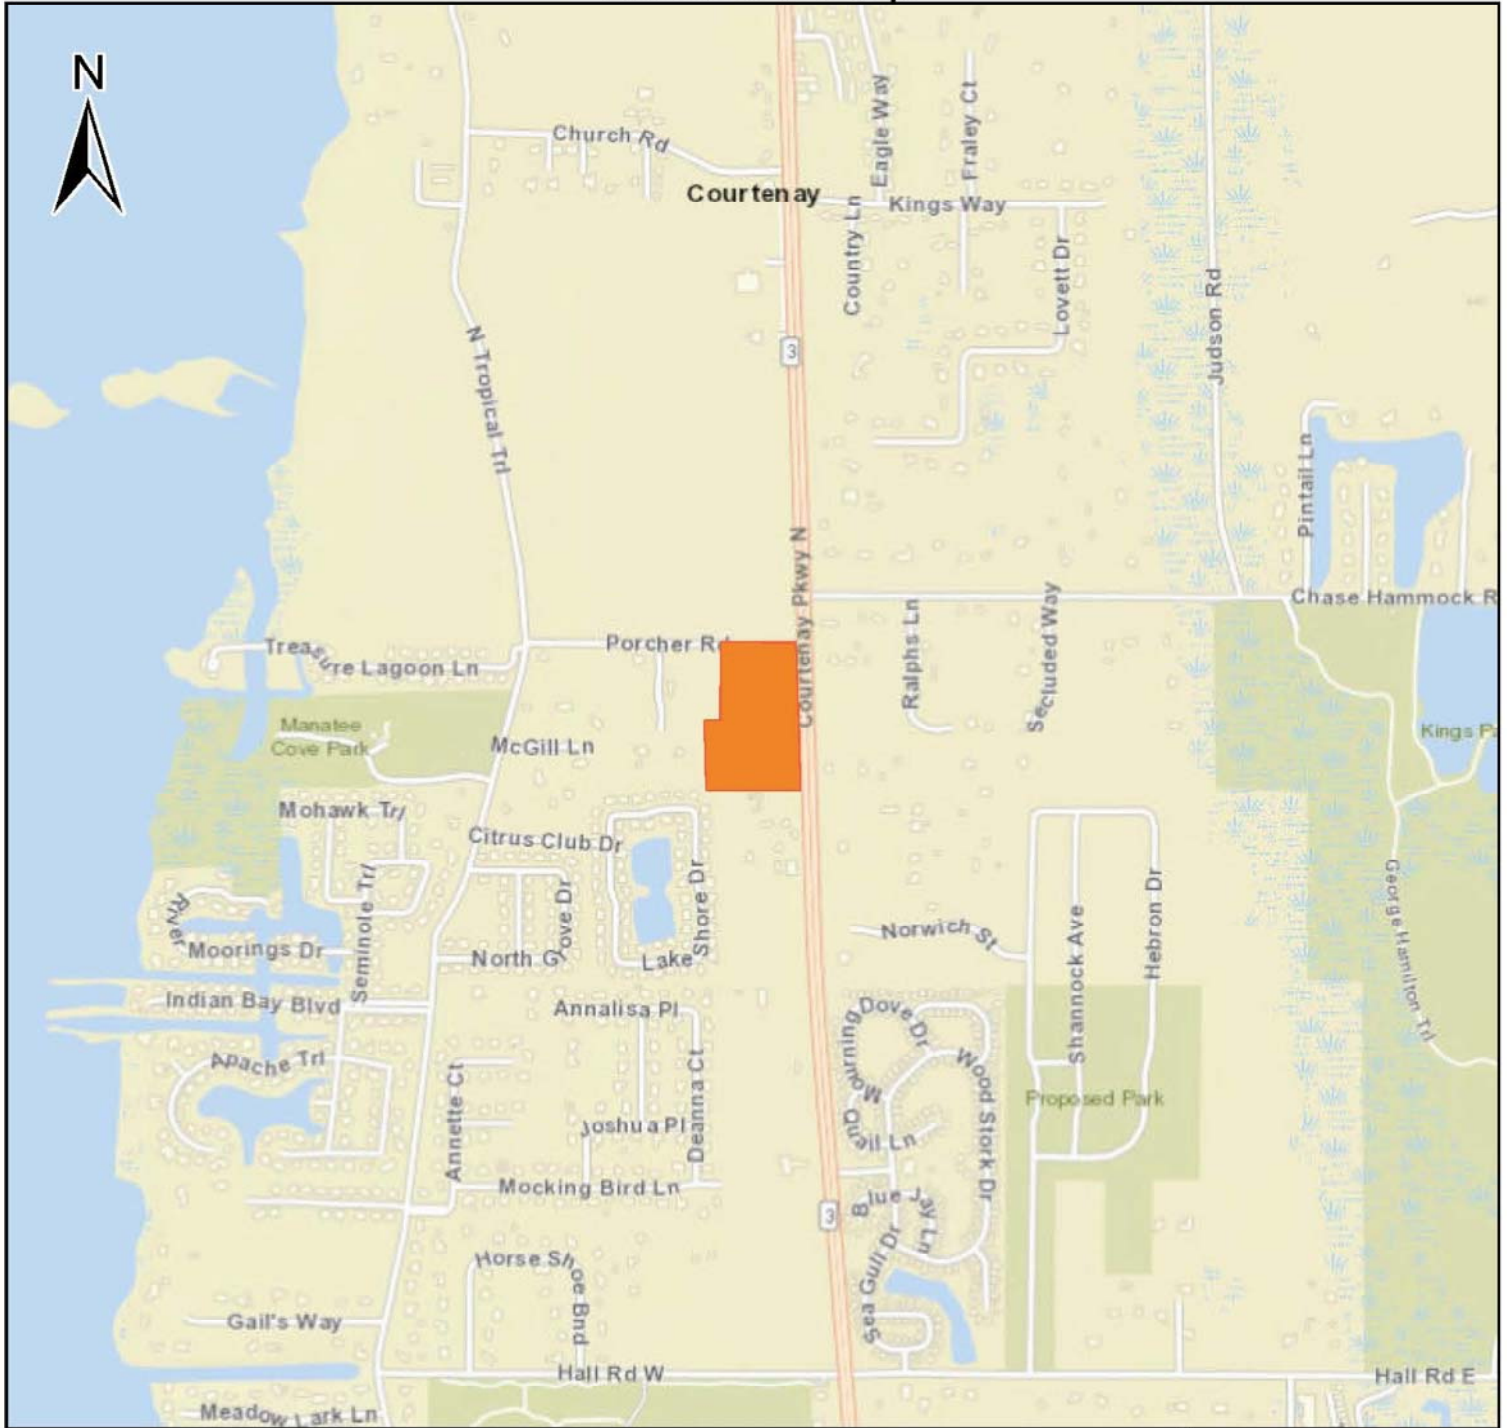 N
Church Rd
Courtenay
Eagle Way
Fraley Ct
Kings Way
Country Ln
Lovett Dr
Judson Rd
3
N Tropical Trl
Pintail Ln
Courtenay Pkwy N
Chase Hammock R
Porcher Rd
Treasure Lagoon Ln
Ralphs Ln
Secluded Way
Manatee
Cove Park
McGill Ln
Kings Pa
Mohawk Trl
Citrus Club Dr
Seminole Trl
River
Moorings Dr
North Grove Dr
Lake Shore Dr
Norwich St
Shannock Ave
Hebron Dr
George Hamilton Trl
Indian Bay Blvd
Annalisa Pl
Mourning Dove Dr
Apache Trl
Annette Ct
Deanna Ct
Wood Stork Dr
Proposed Park
Joshua Pl
Quail Ln
Mocking Bird Ln
3
Blue Jay Ln
Sea Gull Dr
Horse Shoe Bnd
Gail's Way
Hall Rd W
Hall Rd E
Meadow Lark Ln